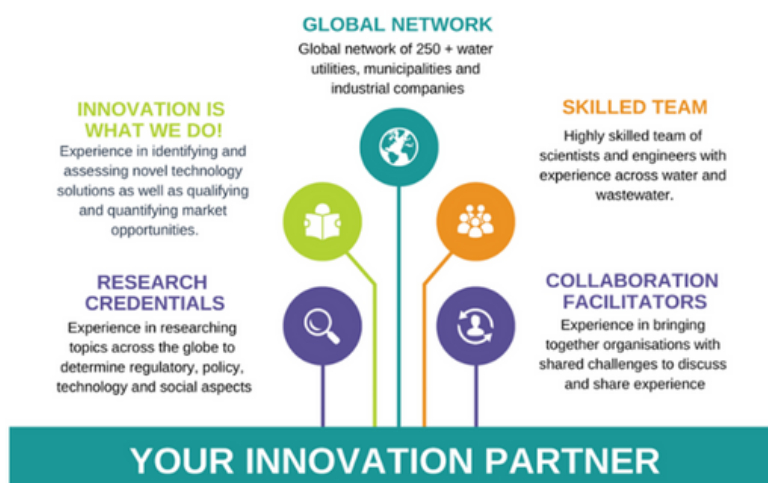 GLOBAL NETWORK
Global network of 250 + water
utilities, municipalities and
industrial companies
INNOVATION IS
WHAT WE DO!
Experience in identifying and
assessing novel technology
solutions as well as qualifying
and quantifying market
opportunities.
SKILLED TEAM
Highly skilled team of
scientists and engineers with
experience across water and
wastewater.
RESEARCH
CREDENTIALS
Experience in researching
topics across the globe to
determine regulatory, policy,
technology and social aspects
COLLABORATION
FACILITATORS
Experience in bringing
together organisations with
shared challenges to discuss
and share experience
YOUR INNOVATION PARTNER